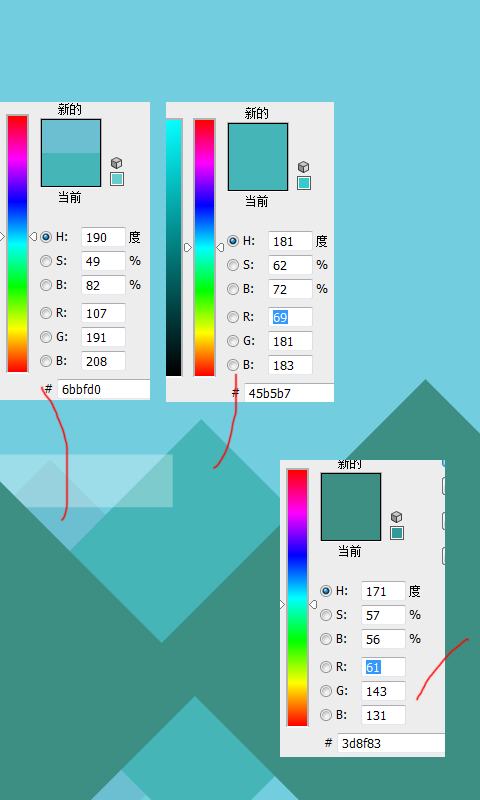 新的
当前
H: 190 度
S: 49 %
B: 82 %
R: 107
G: 191
B: 208
# 6bbfd0
新的
当前
H: 181 度
S: 62 %
B: 72 %
R: 69
G: 181
B: 183
# 45b5b7
新的
当前
H: 171 度
S: 57 %
B: 56 %
R: 61
G: 143
B: 131
# 3d8f83